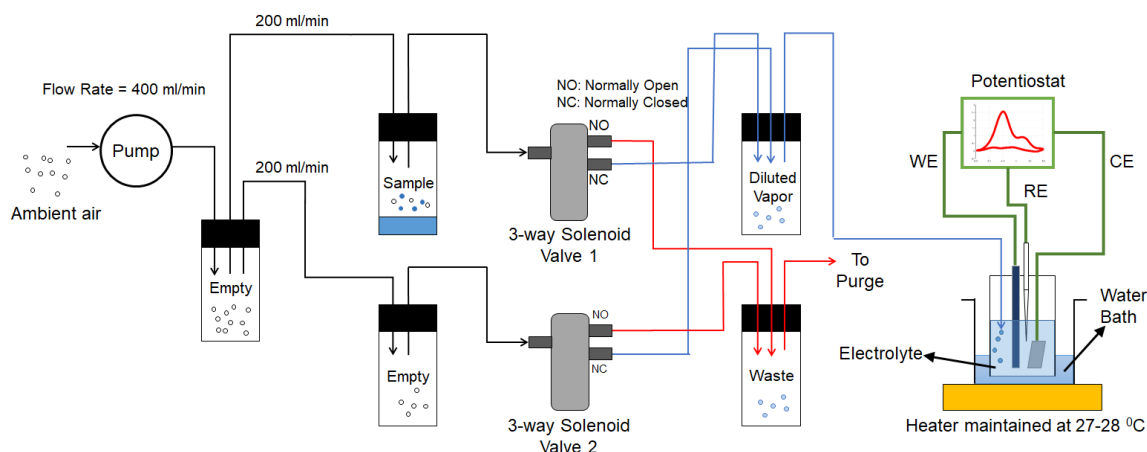 200 ml/min
Flow Rate = 400 ml/min
Pump
Ambient air
200 ml/min
Empty
Sample
Empty
NO: Normally Open
NC: Normally Closed
NO
NC
3-way Solenoid
Valve 1
NO
NC
3-way Solenoid
Valve 2
Diluted
Vapor
Waste
To
Purge
Potentiostat
WE
RE
CE
Water
Bath
Electrolyte
Heater maintained at 27-28 ⁰C